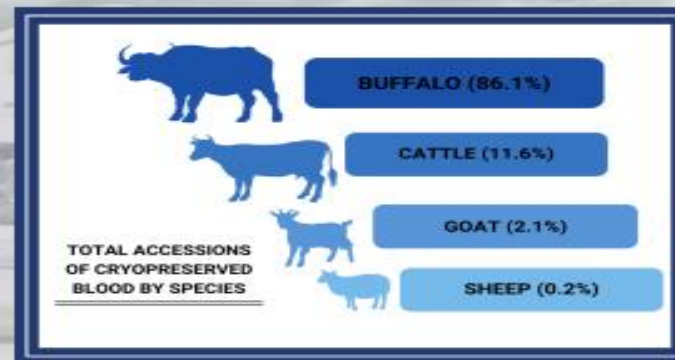 BUFFALO (86.1%)
CATTLE (11.6%)
GOAT (2.1%)
SHEEP (0.2%)
TOTAL ACCESSIONS
OF CRYOPRESERVED
BLOOD BY SPECIES